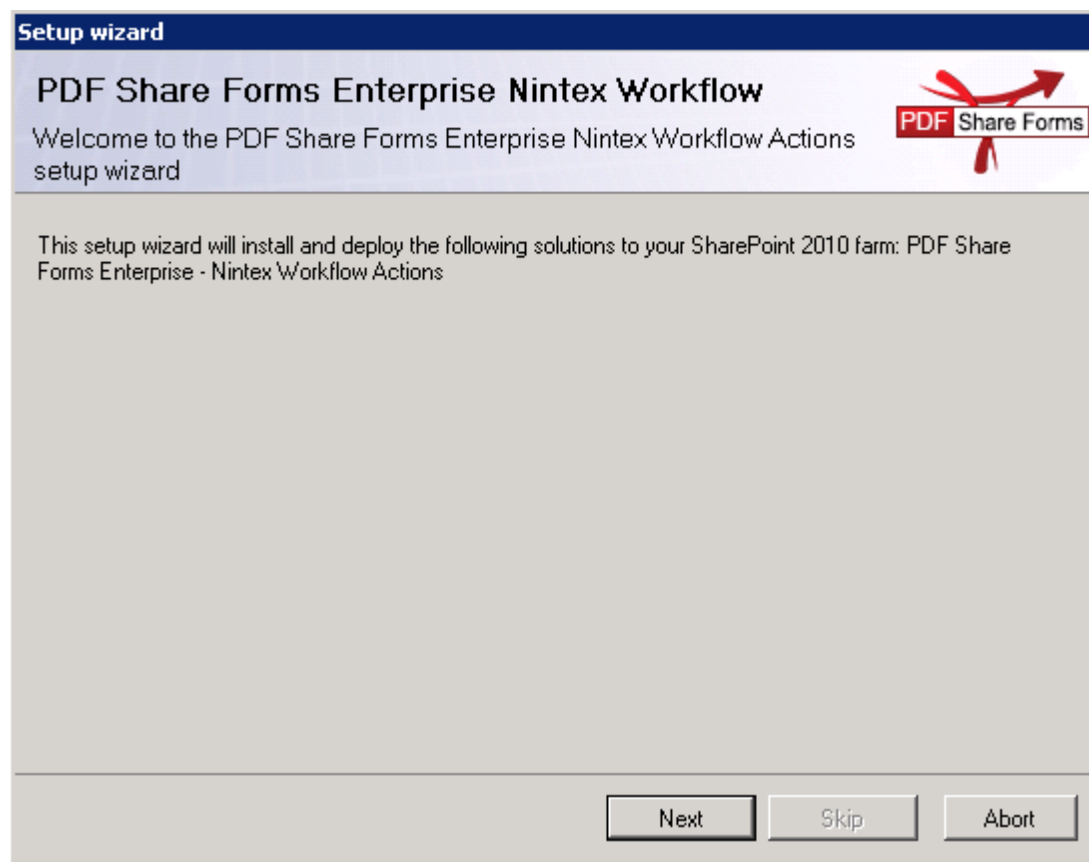 Setup wizard
PDF Share Forms Enterprise Nintex Workflow
Welcome to the PDF Share Forms Enterprise Nintex Workflow Actions
setup wizard
PDF Share Forms
This setup wizard will install and deploy the following solutions to your SharePoint 2010 farm: PDF Share
Forms Enterprise - Nintex Workflow Actions
Next Skip Abort